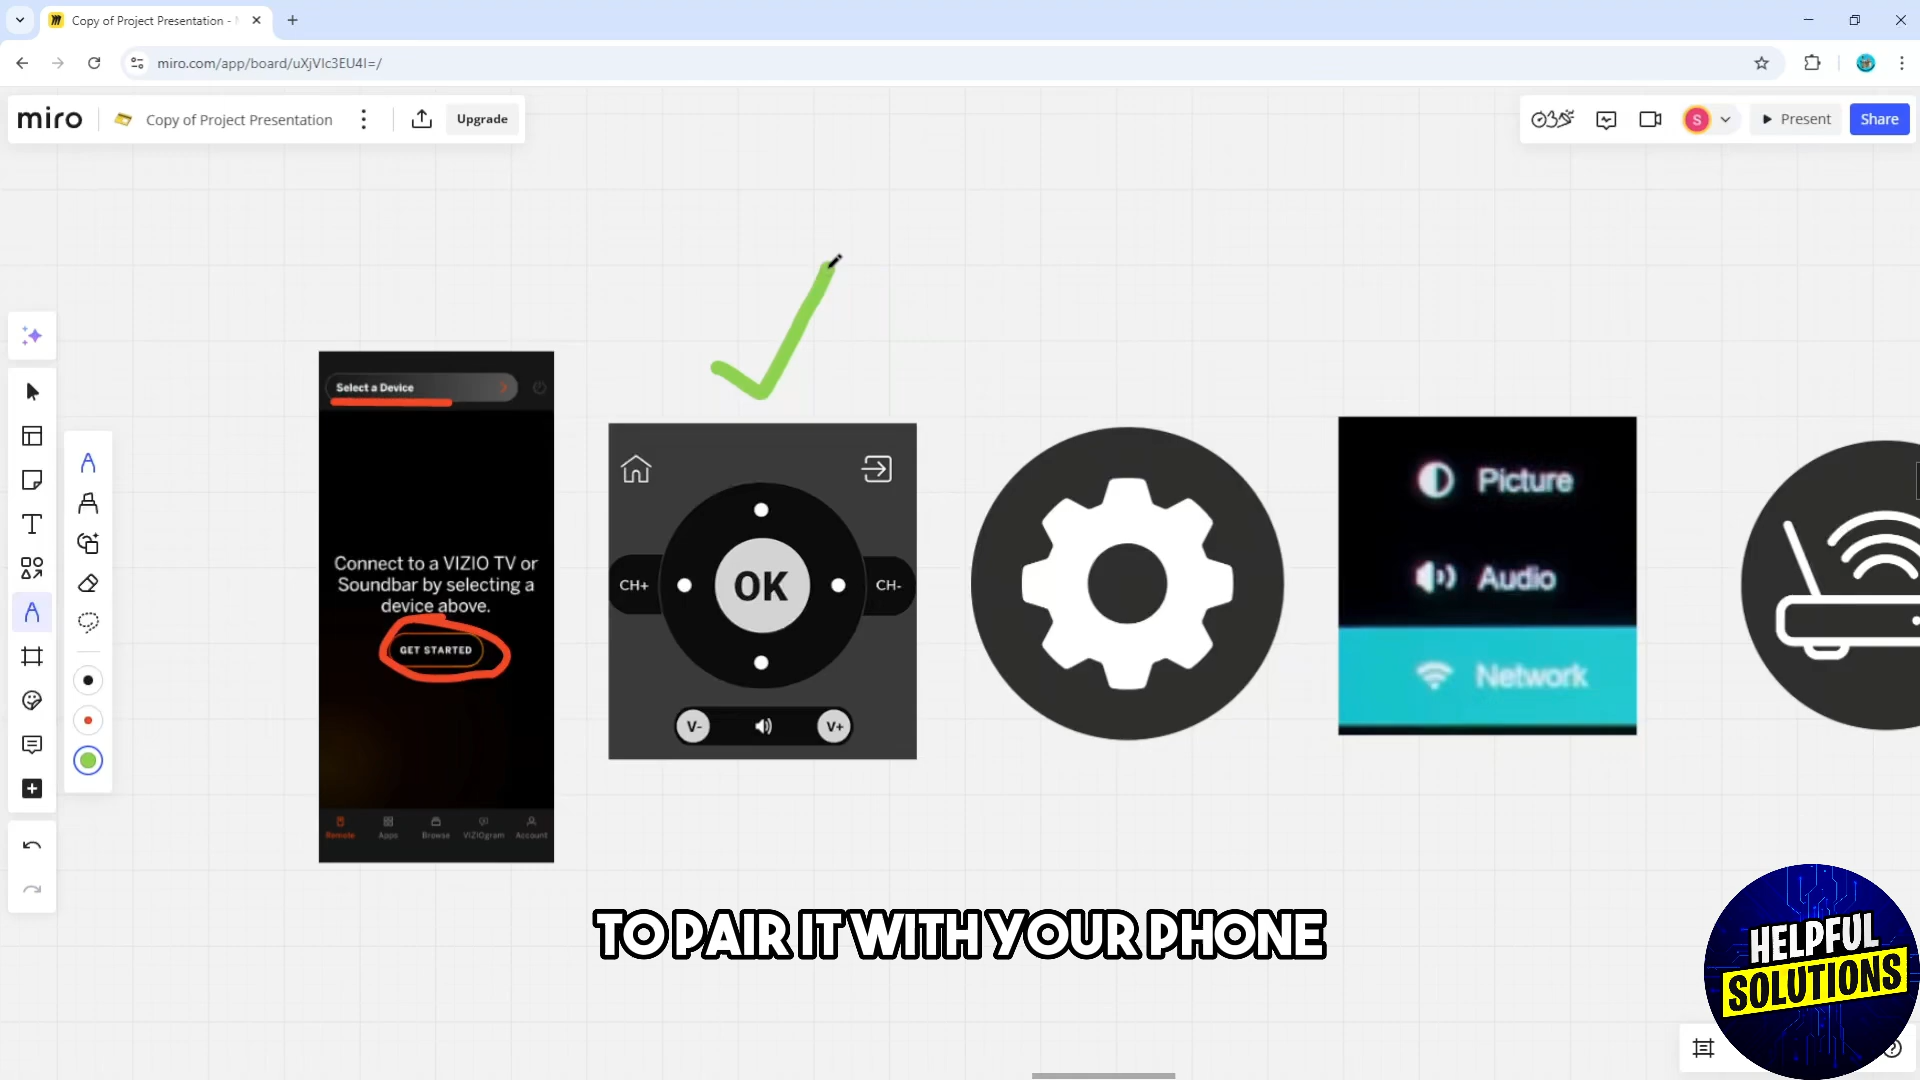 Copy of Project Presentation -
miro.com/app/board/uXjVIc3EU4I=/
miro
Copy of Project Presentation
Upgrade
S
Present
Share
Select a Device
Connect to a VIZIO TV or
Soundbar by selecting a
device above.
GET STARTED
Remote
Apps
Browse
VIZIOgram
Account
CH+
OK
CH-
V-
V+
Picture
Audio
Network
TO PAIR IT WITH YOUR PHONE
HELPFUL
SOLUTIONS